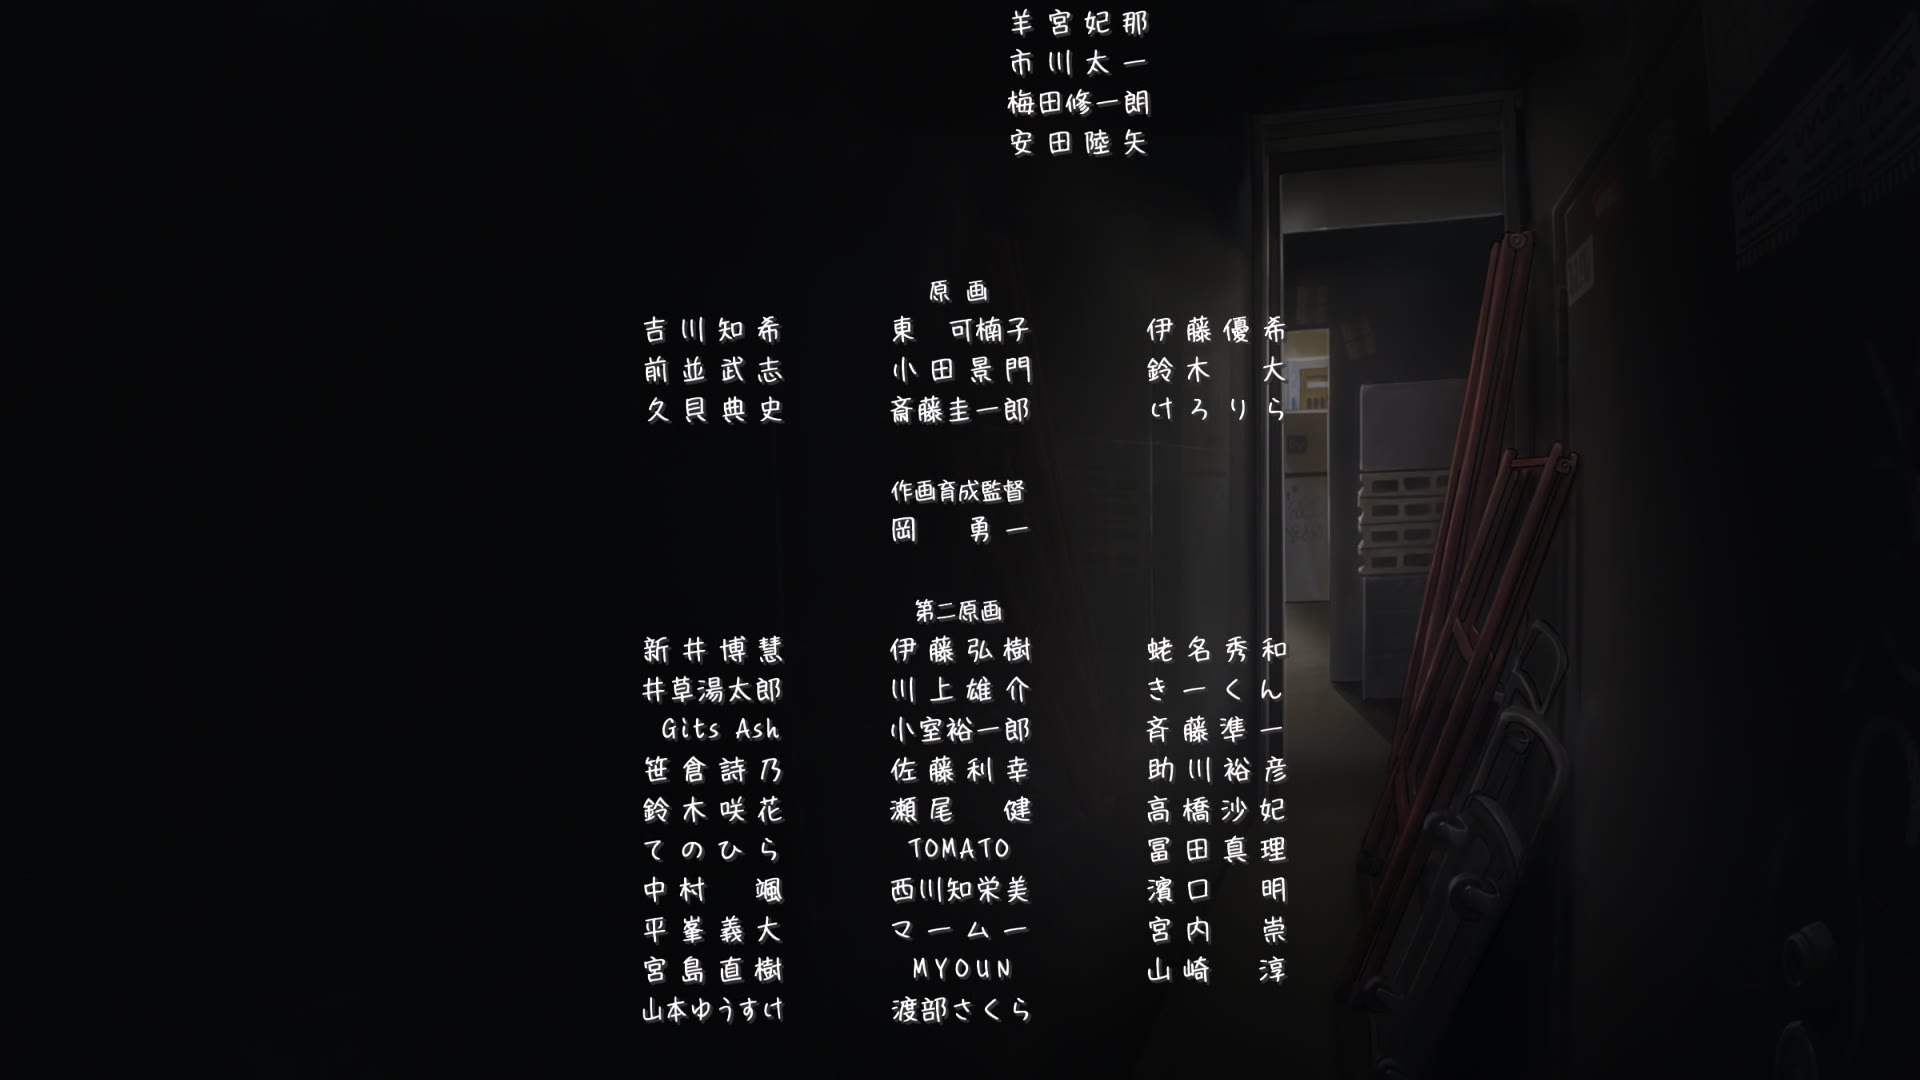 羊宮妃那
市川太一
梅田修一朗
安田陸矢
原画
吉川知希 東 可楠子 伊藤優希
前並武志 小田景門 鈴木 大
久貝典史 斎藤圭一郎 けろりら
作画育成監督
岡 勇一
第二原画
新井博慧 伊藤弘樹 蛯名秀和
井草湯太郎 川上雄介 きーくん
Gits Ash 小室裕一郎 斉藤準一
笹倉詩乃 佐藤利幸 助川裕彦
鈴木咲花 瀬尾 健 高橋沙妃
てのひら TOMATO 冨田真理
中村 颯 西川知栄美 濱口 明
平峯義大 マームー 宮内 崇
宮島直樹 MYOUN 山崎 淳
山本ゆうすけ 渡部さくら